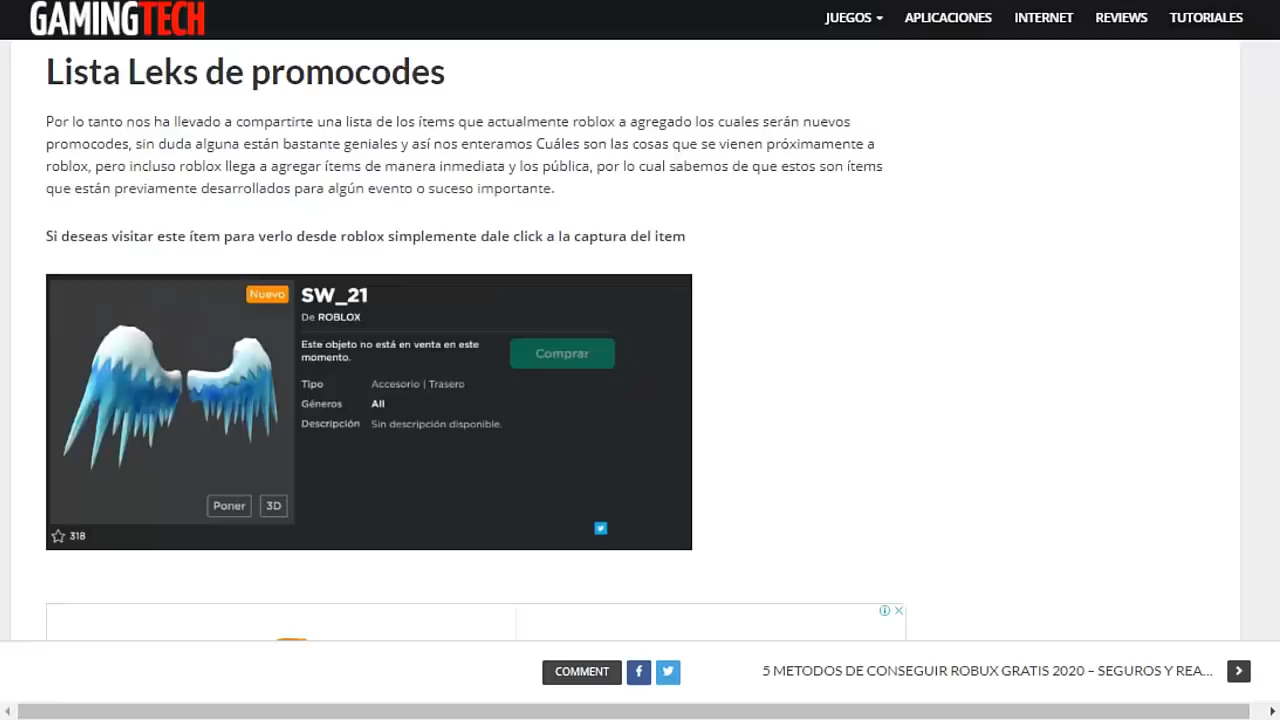 GAMINGTECH
JUEGOS APLICACIONES INTERNET REVIEWS TUTORIALES
Lista Leks de promocodes
Por lo tanto nos ha llevado a compartirte una lista de los ítems que actualmente roblox a agregado los cuales serán nuevos
promocodes, sin duda alguna están bastante geniales y así nos enteramos Cuáles son las cosas que se vienen próximamente a
roblox, pero incluso roblox llega a agregar ítems de manera inmediata y los pública, por lo cual sabemos de que estos son ítems
que están previamente desarrollados para algún evento o suceso importante.
Si deseas visitar este ítem para verlo desde roblox simplemente dale click a la captura del item
Nuevo
SW_21
De ROBLOX
Este objeto no está en venta en este
momento.
Comprar
Tipo Accesorio | Trasero
Géneros All
Descripción Sin descripción disponible.
Poner 3D
318
COMMENT
5 METODOS DE CONSEGUIR ROBUX GRATIS 2020 – SEGUROS Y REA...